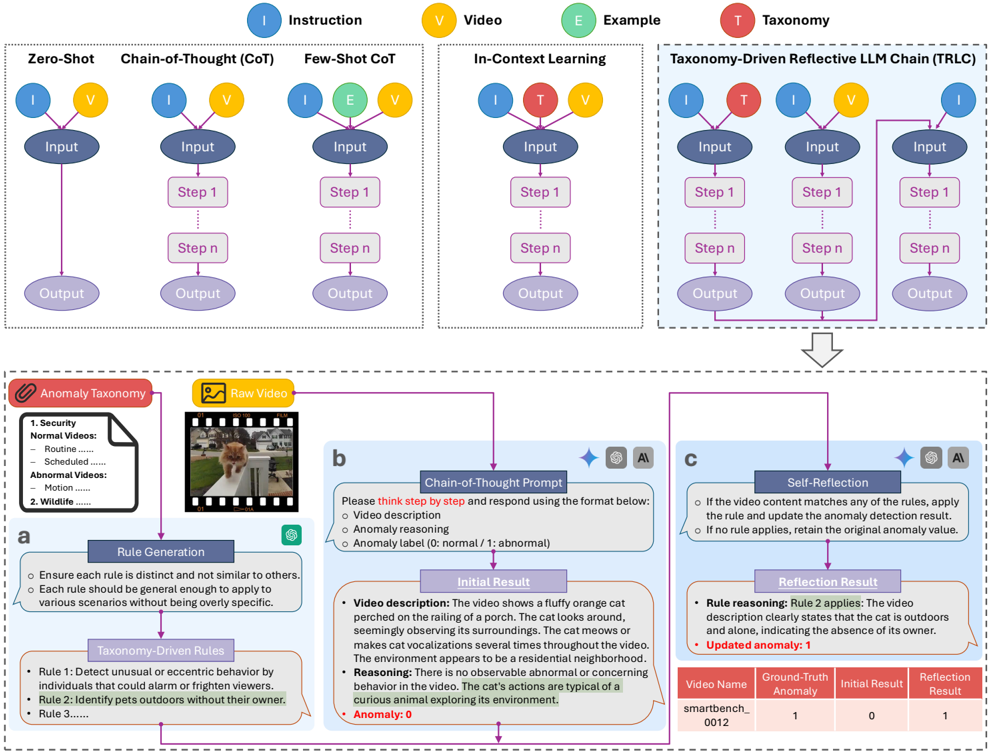 I Instruction
V Video
E Example
T Taxonomy
Zero-Shot
I V
Input
Output
Chain-of-Thought (CoT)
I V
Input
Step 1
Step n
Output
Few-Shot CoT
I E V
Input
Step 1
Step n
Output
In-Context Learning
I T V
Input
Step 1
Step n
Output
Taxonomy-Driven Reflective LLM Chain (TRLC)
I T
Input
Step 1
Step n
Output
I V
Input
Step 1
Step n
Output
I
Input
Step 1
Step n
Output
Anomaly Taxonomy
1. Security
Normal Videos:
– Routine ......
– Scheduled ......
Abnormal Videos:
– Motion ......
2. Wildlife ......
Raw Video
01 ISO 100 FILM
01 01
a
Rule Generation
○ Ensure each rule is distinct and not similar to others.
○ Each rule should be general enough to apply to
various scenarios without being overly specific.
Taxonomy-Driven Rules
• Rule 1: Detect unusual or eccentric behavior by
individuals that could alarm or frighten viewers.
• Rule 2: Identify pets outdoors without their owner.
• Rule 3......
b
A\
Chain-of-Thought Prompt
Please think step by step and respond using the format below:
○ Video description
○ Anomaly reasoning
○ Anomaly label (0: normal / 1: abnormal)
Initial Result
• Video description: The video shows a fluffy orange cat
perched on the railing of a porch. The cat looks around,
seemingly observing its surroundings. The cat meows or
makes cat vocalizations several times throughout the video.
The environment appears to be a residential neighborhood.
• Reasoning: There is no observable abnormal or concerning
behavior in the video. The cat's actions are typical of a
curious animal exploring its environment.
• Anomaly: 0
c
A\
Self-Reflection
○ If the video content matches any of the rules, apply
the rule and update the anomaly detection result.
○ If no rule applies, retain the original anomaly value.
Reflection Result
• Rule reasoning: Rule 2 applies: The video
description clearly states that the cat is outdoors
and alone, indicating the absence of its owner.
• Updated anomaly: 1
Video Name Ground-Truth Anomaly Initial Result Reflection Result
smartbench_0012 1 0 1